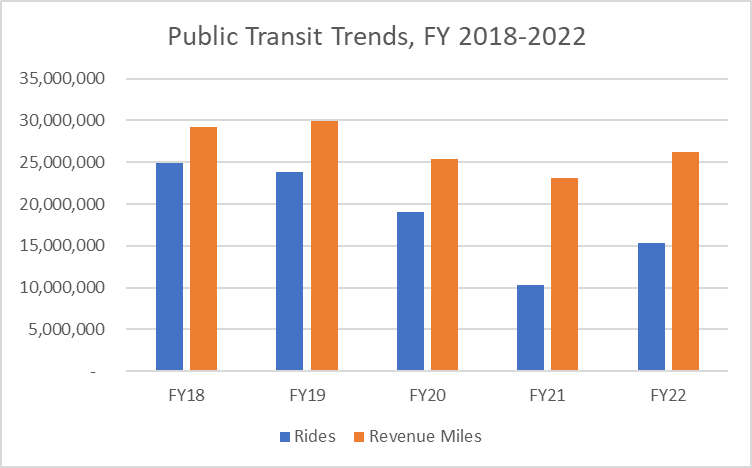 Public Transit Trends, FY 2018-2022
35,000,000
30,000,000
25,000,000
20,000,000
15,000,000
10,000,000
5,000,000
-
FY18 FY19 FY20 FY21 FY22
Rides Revenue Miles